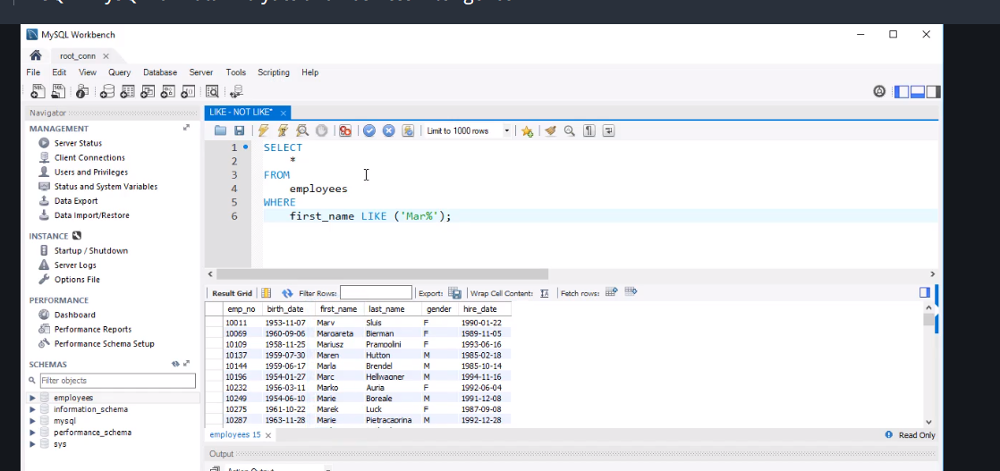 MySQL Workbench
root_conn
File Edit View Query Database Server Tools Scripting Help
Navigator
MANAGEMENT
Server Status
Client Connections
Users and Privileges
Status and System Variables
Data Export
Data Import/Restore
INSTANCE
Startup / Shutdown
Server Logs
Options File
PERFORMANCE
Dashboard
Performance Reports
Performance Schema Setup
SCHEMAS
Filter objects
employees
information_schema
mysql
performance_schema
sys
LIKE - NOT LIKE*
Limit to 1000 rows
1 SELECT
2 *
3 FROM
4 employees
5 WHERE
6 first_name LIKE ('Mar%');
Result Grid Filter Rows: Export: Wrap Cell Content: Fetch rows:
emp_no birth_date first_name last_name gender hire_date
10011 1953-11-07 Mary Sluis F 1990-01-22
10069 1960-09-06 Margareta Bierman F 1989-11-05
10109 1958-11-25 Mariusz Prampolini F 1993-06-16
10137 1959-07-30 Maren Hutton M 1985-02-18
10144 1959-06-17 Marla Brendel M 1985-10-14
10196 1954-01-27 Marc Hellwagner M 1994-11-16
10232 1956-03-11 Marko Auria F 1992-06-04
10249 1954-06-10 Marie Boreale M 1991-12-08
10275 1961-10-22 Marek Luck F 1987-09-08
10287 1963-11-28 Marie Pietracaprina M 1992-12-28
employees 15
Read Only
Output
Action Output